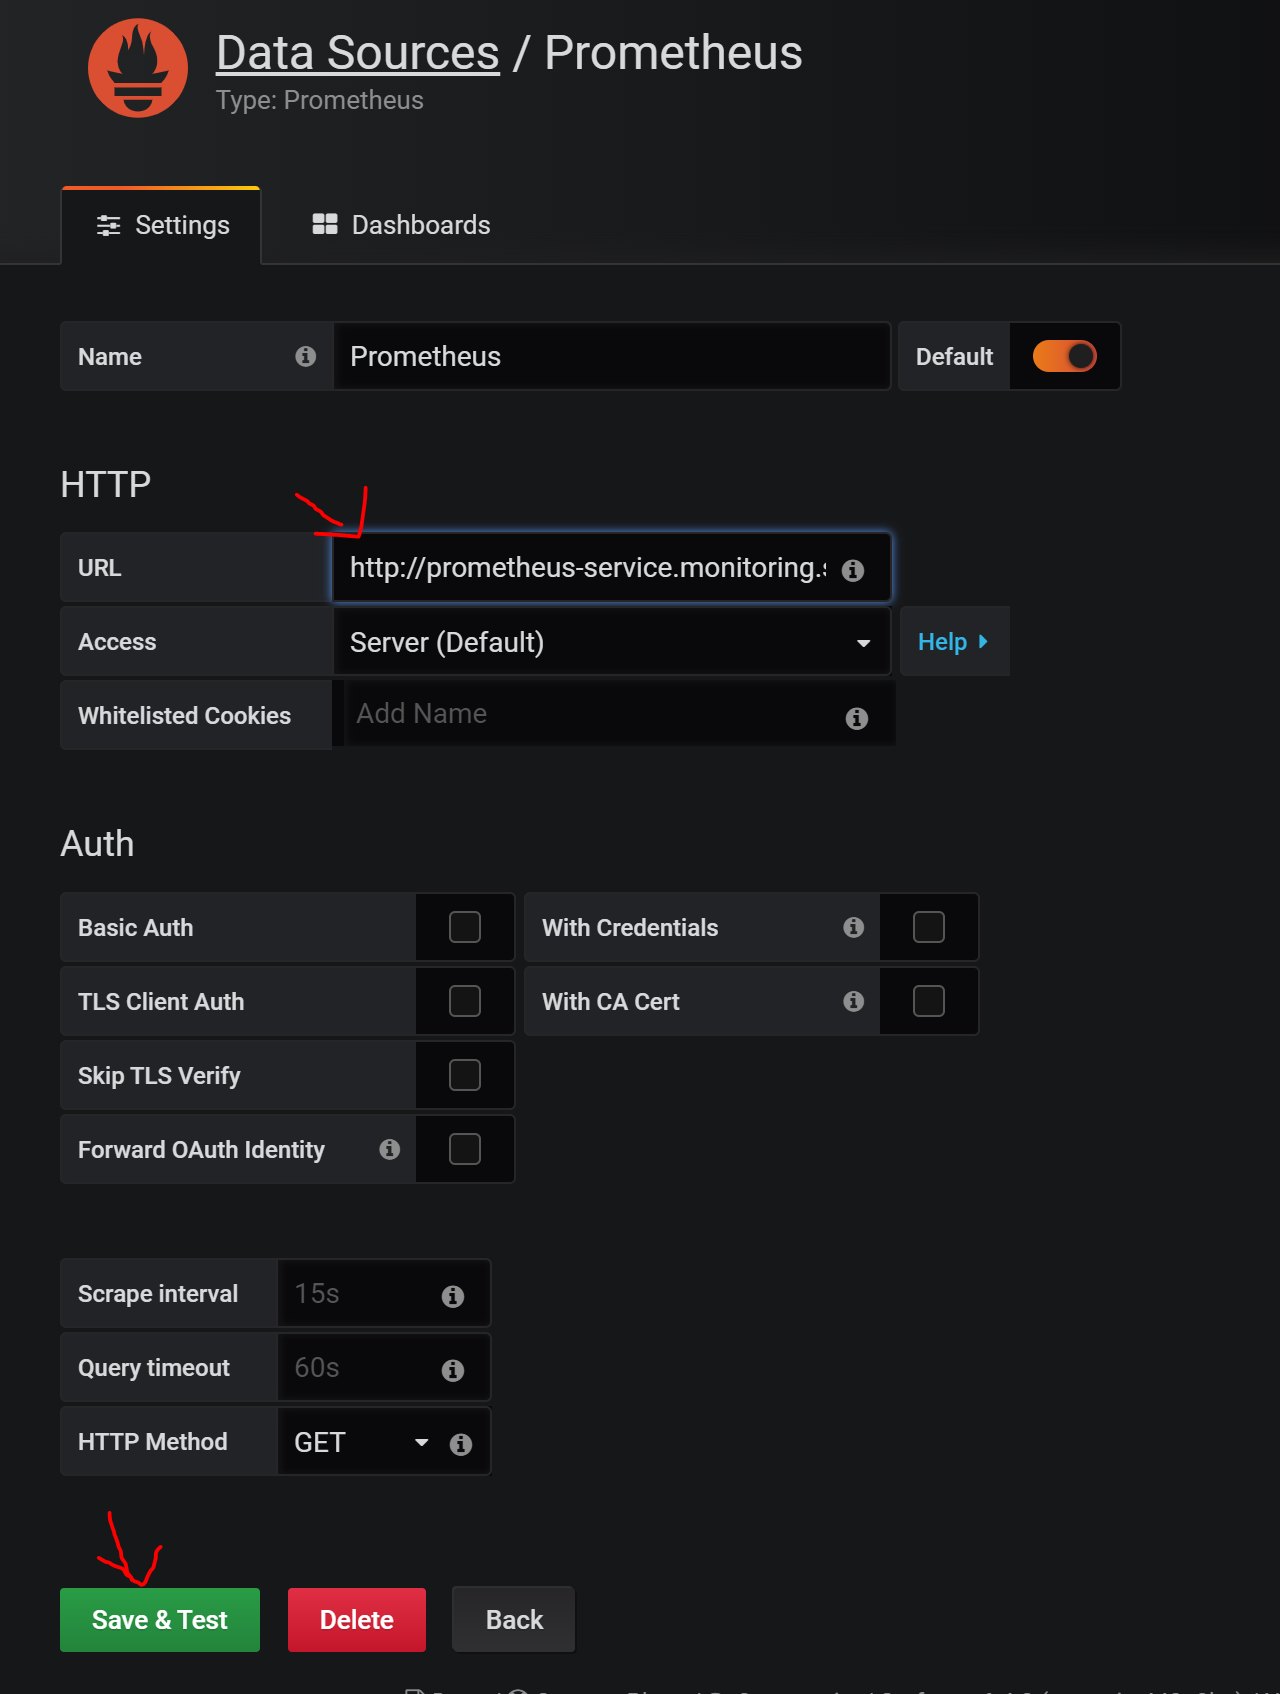 Data Sources / Prometheus
Type: Prometheus
Settings
Dashboards
Name
Prometheus
Default
HTTP
URL
http://prometheus-service.monitoring.
Access
Server (Default)
Help
Whitelisted Cookies
Add Name
Auth
Basic Auth
With Credentials
TLS Client Auth
With CA Cert
Skip TLS Verify
Forward OAuth Identity
Scrape interval
15s
Query timeout
60s
HTTP Method
GET
Save & Test
Delete
Back